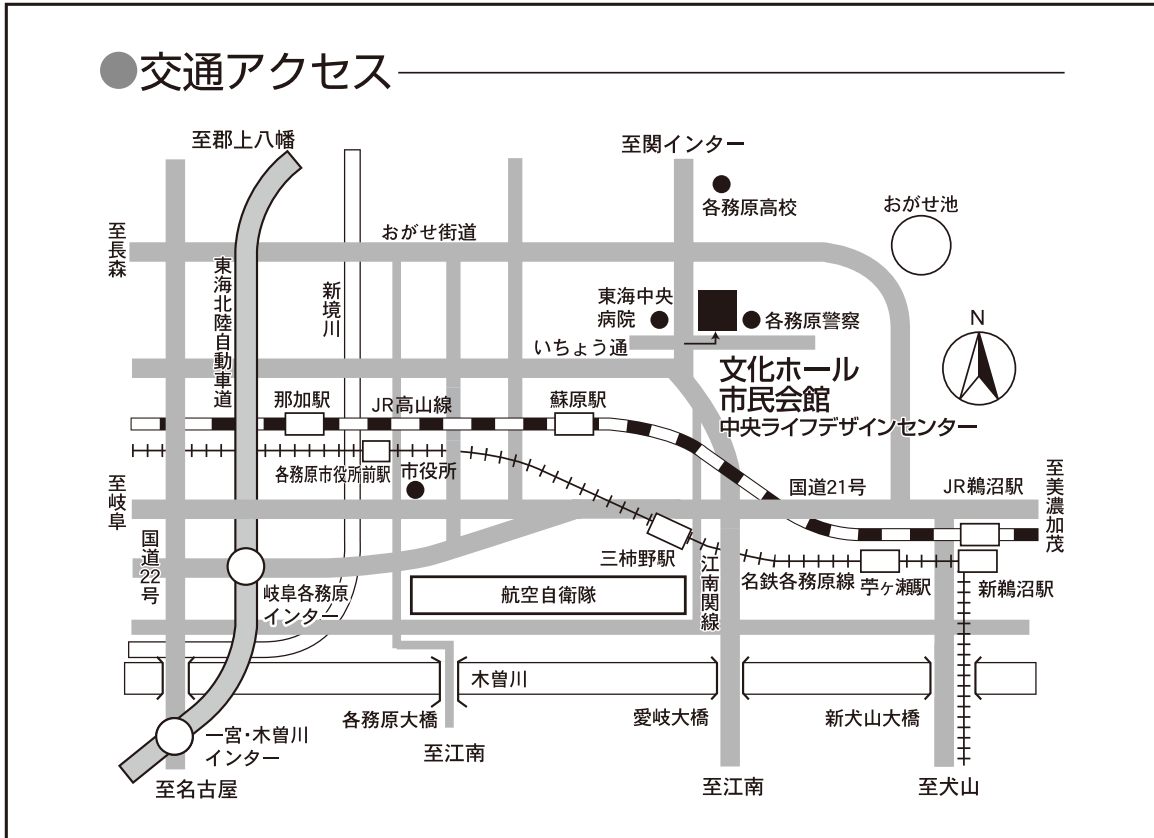 ●交通アクセス
至郡上八幡
至関インター
各務原高校
おがせ池
至長森
おがせ街道
東海北陸自動車道
新境川
東海中央
病院
各務原警察
N
いちょう通
文化ホール
市民会館
中央ライフデザインセンター
那加駅
JR高山線
蘇原駅
各務原市役所前駅
市役所
至岐阜
国道21号
JR鵜沼駅
至美濃加茂
国道22号
三柿野駅
江南関線
名鉄各務原線
苧ヶ瀬駅
新鵜沼駅
岐阜各務原
インター
航空自衛隊
木曽川
各務原大橋
愛岐大橋
新犬山大橋
一宮・木曽川
インター
至江南
至名古屋
至江南
至犬山